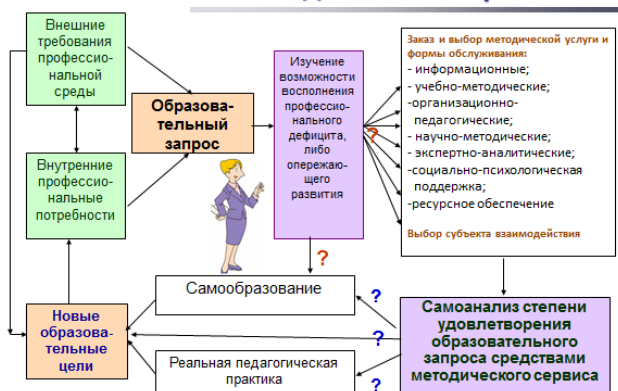 Внешние
требования
профессио-
нальной
среды
Внутренние
профессио-
нальные
потребности
Образова-
тельный
запрос
Изучение
возможности
восполнения
профессио-
нального
дефицита,
либо
опережаю-
щего
развития
?
?
Заказ и выбор методической услуги и
формы обслуживания:
- информационные;
- учебно-методические;
-организационно-
педагогические;
- научно-методические;
- экспертно-аналитические;
-социально-психологическая
поддержка;
-ресурсное обеспечение
Выбор субъекта взаимодействия
Самообразование
?
?
?
Новые
образова-
тельные
цели
Реальная педагогическая
практика
Самоанализ степени
удовлетворения
образовательного
запроса средствами
методического сервиса